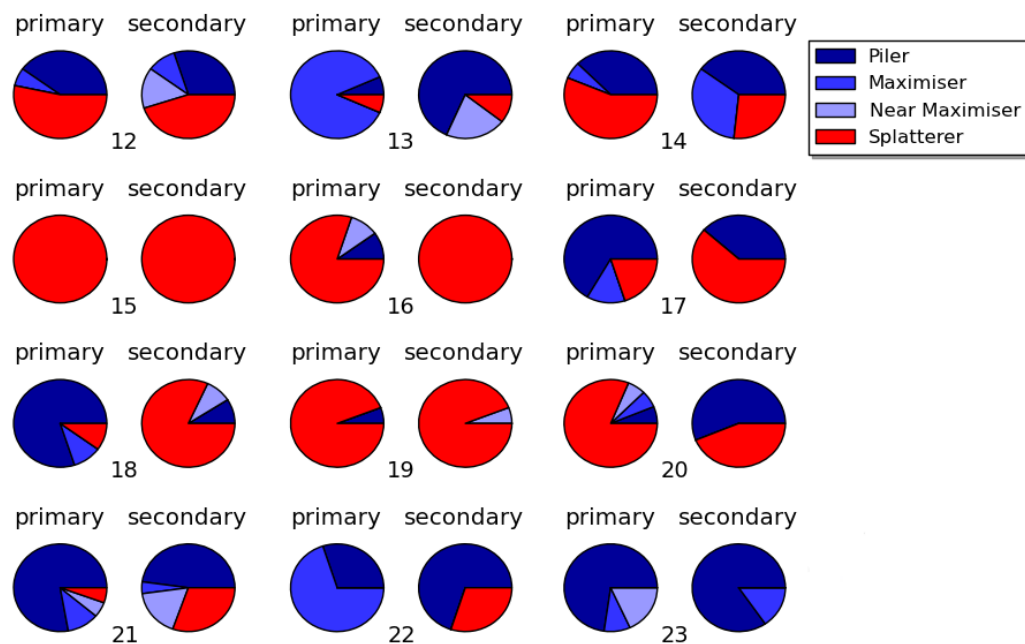 primary secondary primary secondary primary secondary
Piler
Maximiser
Near Maximiser
Splatterer
12 13 14
primary secondary primary secondary primary secondary
15 16 17
primary secondary primary secondary primary secondary
18 19 20
primary secondary primary secondary primary secondary
21 22 23